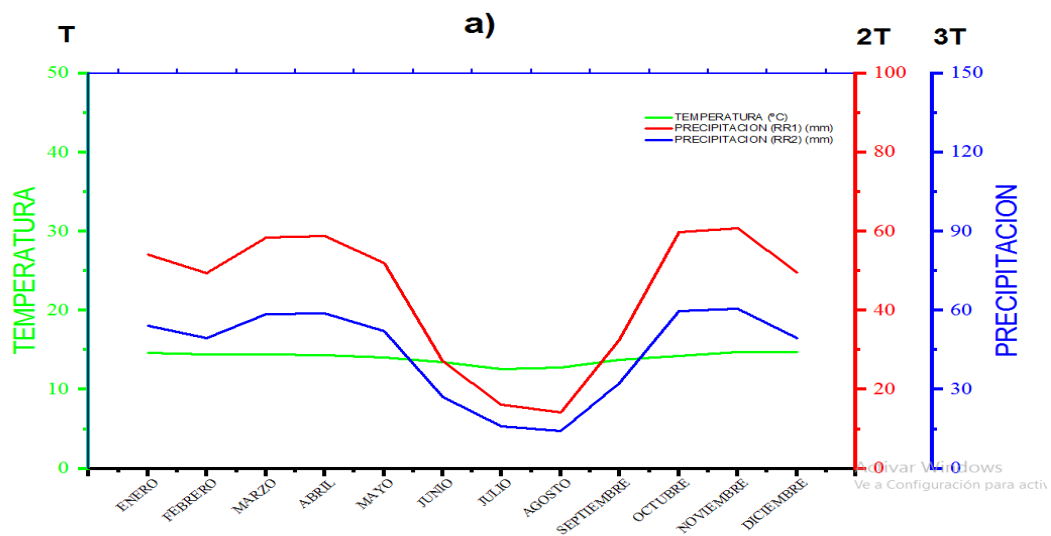 a)
T
2T
3T
50
40
30
20
10
0
TEMPERATURA
TEMPERATURA (ºC)
PRECIPITACION (RR1) (mm)
PRECIPITACION (RR2) (mm)
100
80
60
40
20
0
150
120
90
60
30
0
PRECIPITACION
ENERO
FEBRERO
MARZO
ABRIL
MAYO
JUNIO
JULIO
AGOSTO
SEPTIEMBRE
OCTUBRE
NOVIEMBRE
DICIEMBRE
Activar Windows
Ve a Configuración para activ